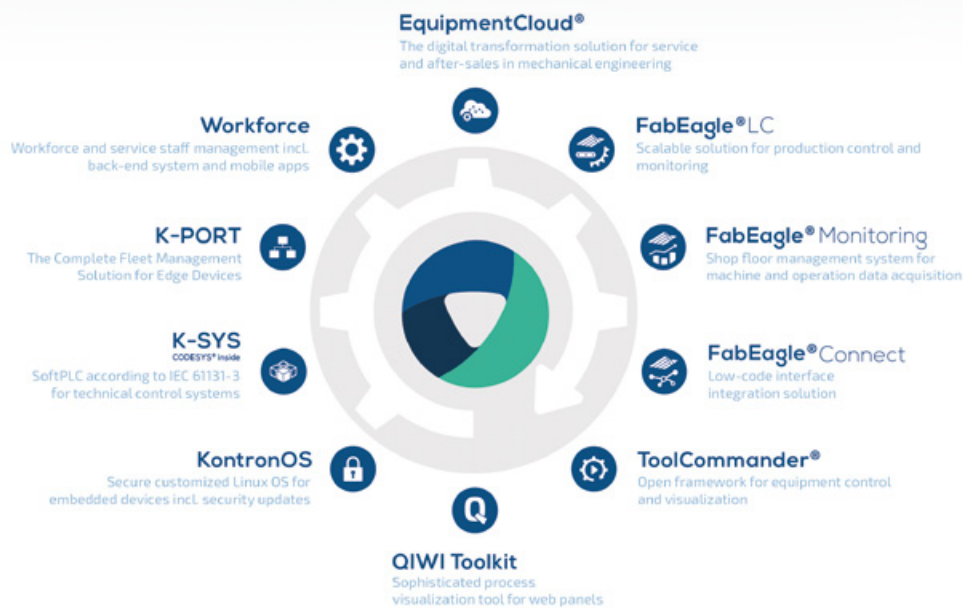 EquipmentCloud®
The digital transformation solution for service
and after-sales in mechanical engineering
Workforce
Workforce and service staff management incl.
back-end system and mobile apps
FabEagle®LC
Scalable solution for production control and
monitoring
K-PORT
The Complete Fleet Management
Solution for Edge Devices
FabEagle® Monitoring
Shop floor management system for
machine and operation data acquisition
K-SYS
CODESYS® inside
SoftPLC according to IEC 61131-3
for technical control systems
FabEagle®Connect
Low-code interface
integration solution
KontronOS
Secure customized Linux OS for
embedded devices incl. security updates
ToolCommander®
Open framework for equipment control
and visualization
Q
QIWI Toolkit
Sophisticated process
visualization tool for web panels